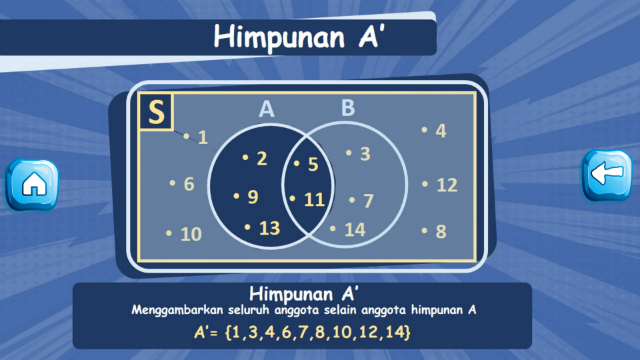 Himpunan A'
S
A B
• 1
• 4
• 2
• 5
• 3
• 6
• 12
• 9
• 11
• 7
• 13
• 14
• 10
• 8
Himpunan A'
Menggambarkan seluruh anggota selain anggota himpunan A
A'= {1,3,4,6,7,8,10,12,14}